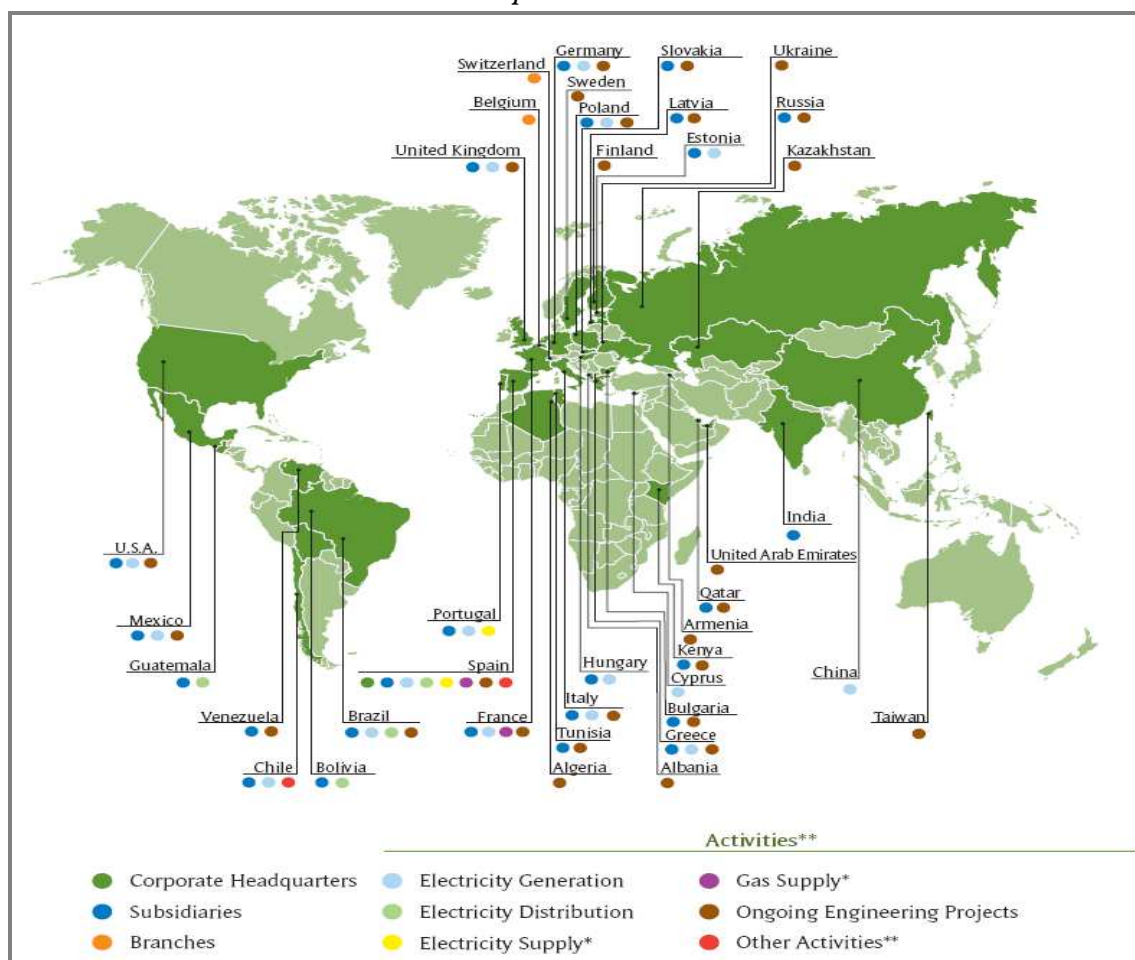 Germany
Slovakia
Ukraine
Switzerland
Sweden
Belgium
Poland
Latvia
Russia
Estonia
United Kingdom
Finland
Kazakhstan
India
U.S.A.
United Arab Emirates
Qatar
Mexico
Portugal
Armenia
Kenya
Guatemala
Spain
Hungary
Cyprus
China
Venezuela
Brazil
France
Italy
Bulgaria
Taiwan
Tunisia
Greece
Chile
Bolivia
Algeria
Albania
Activities**
Corporate Headquarters
Electricity Generation
Gas Supply*
Subsidiaries
Electricity Distribution
Ongoing Engineering Projects
Branches
Electricity Supply*
Other Activities**